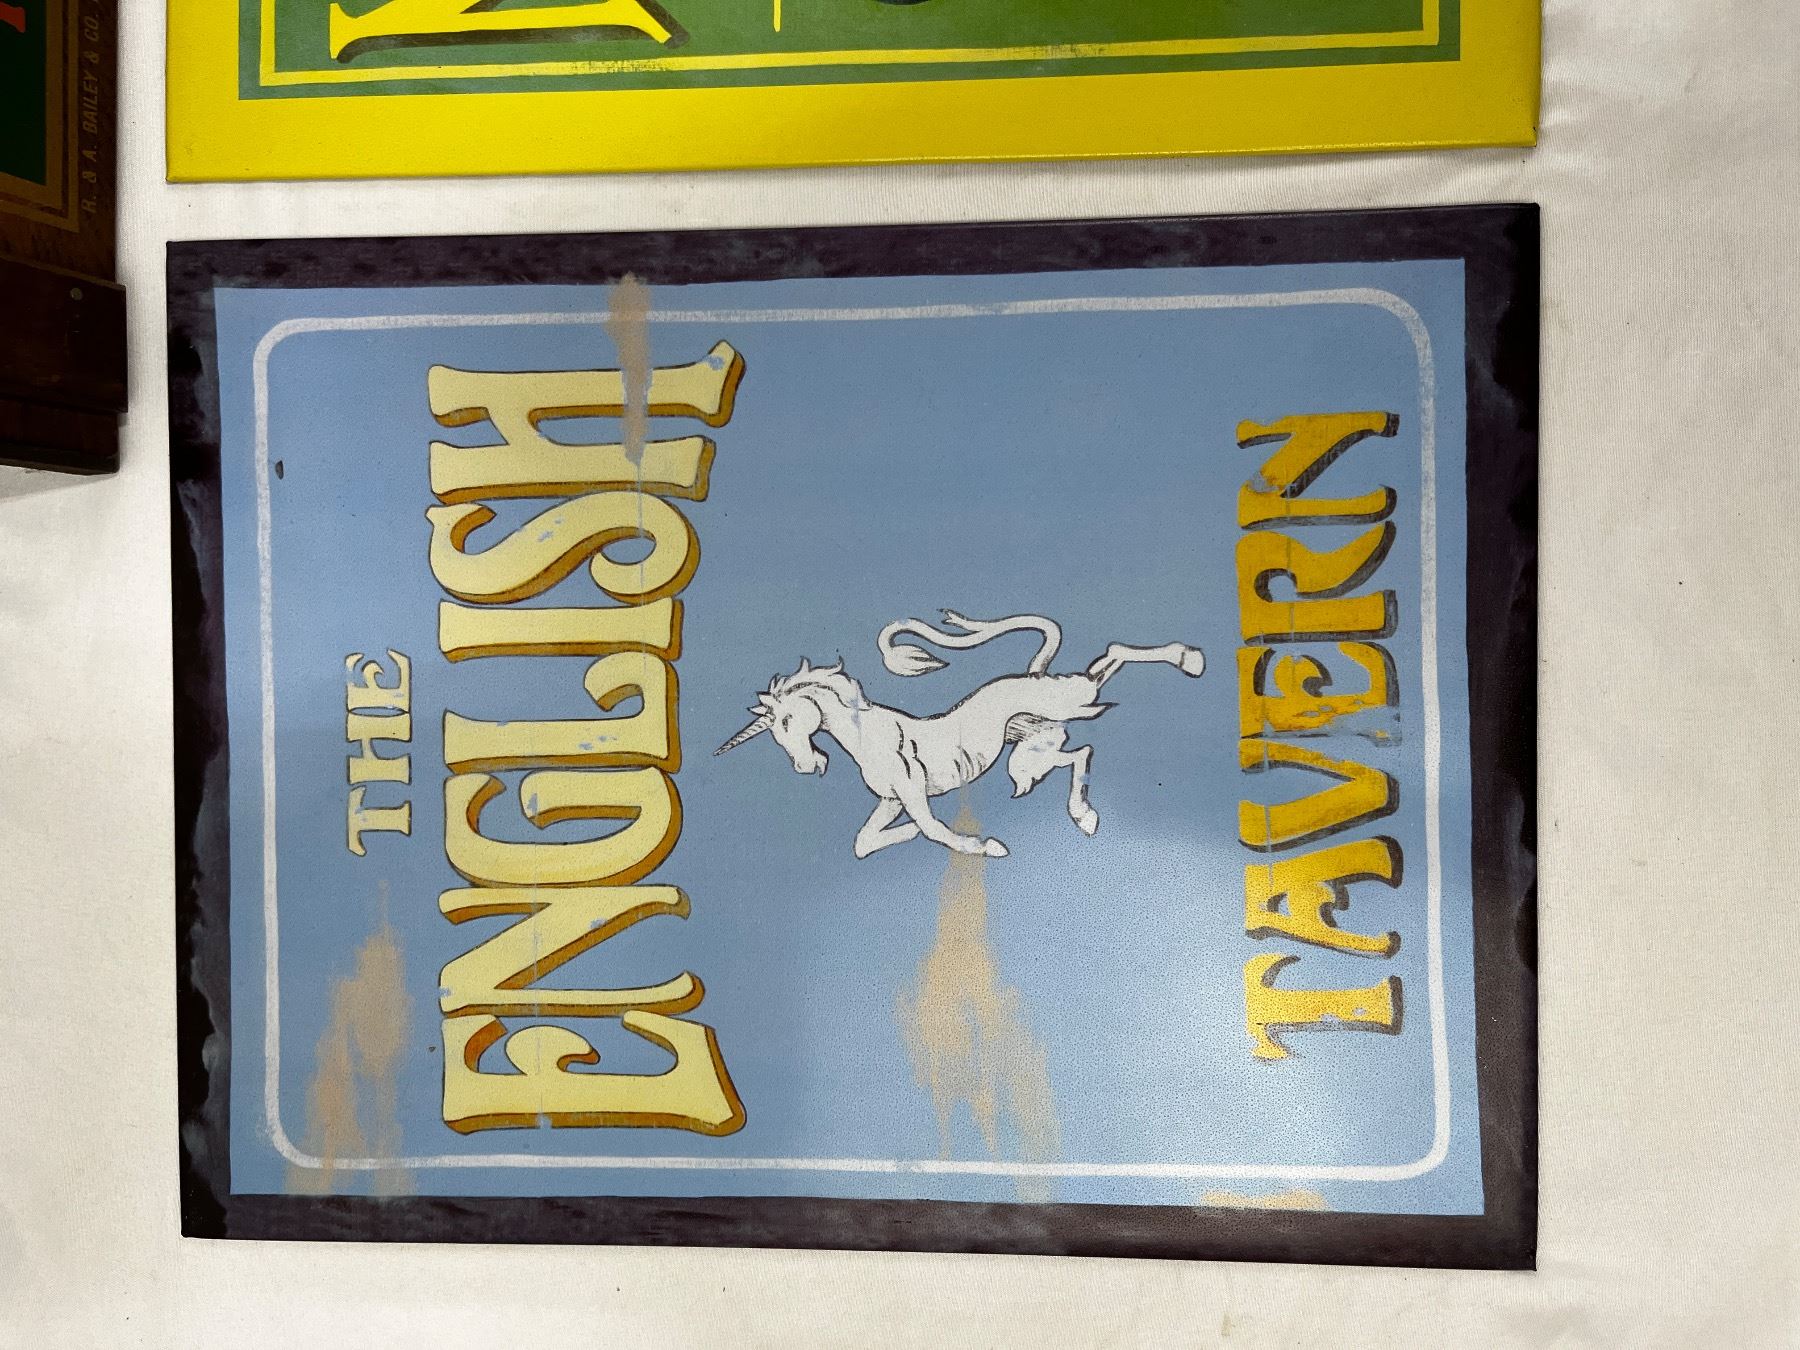 THE
ENGLISH
TAVERN
R. & A. BAILEY & CO.